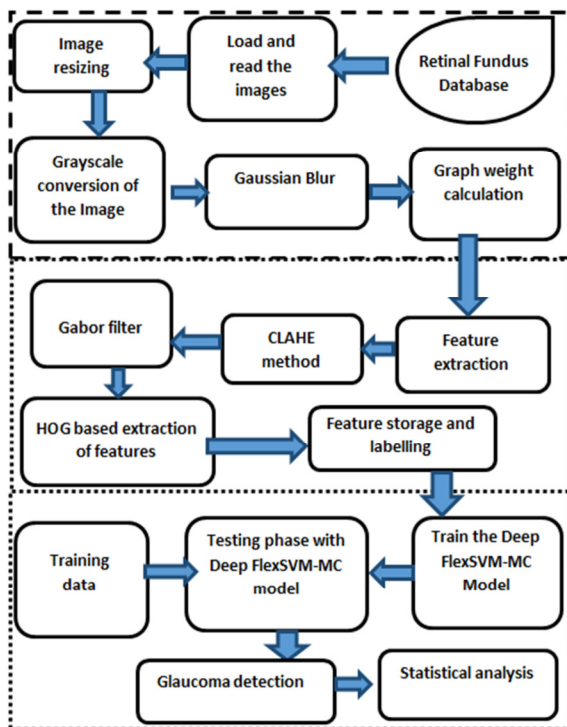 Retinal Fundus
Database
Load and
read the
images
Image
resizing
Grayscale
conversion of
the Image
Gaussian Blur
Graph weight
calculation
Feature
extraction
CLAHE
method
Gabor filter
HOG based extraction
of features
Feature storage and
labelling
Train the Deep
FlexSVM-MC
Model
Training
data
Testing phase with
Deep FlexSVM-MC
model
Glaucoma detection
Statistical analysis